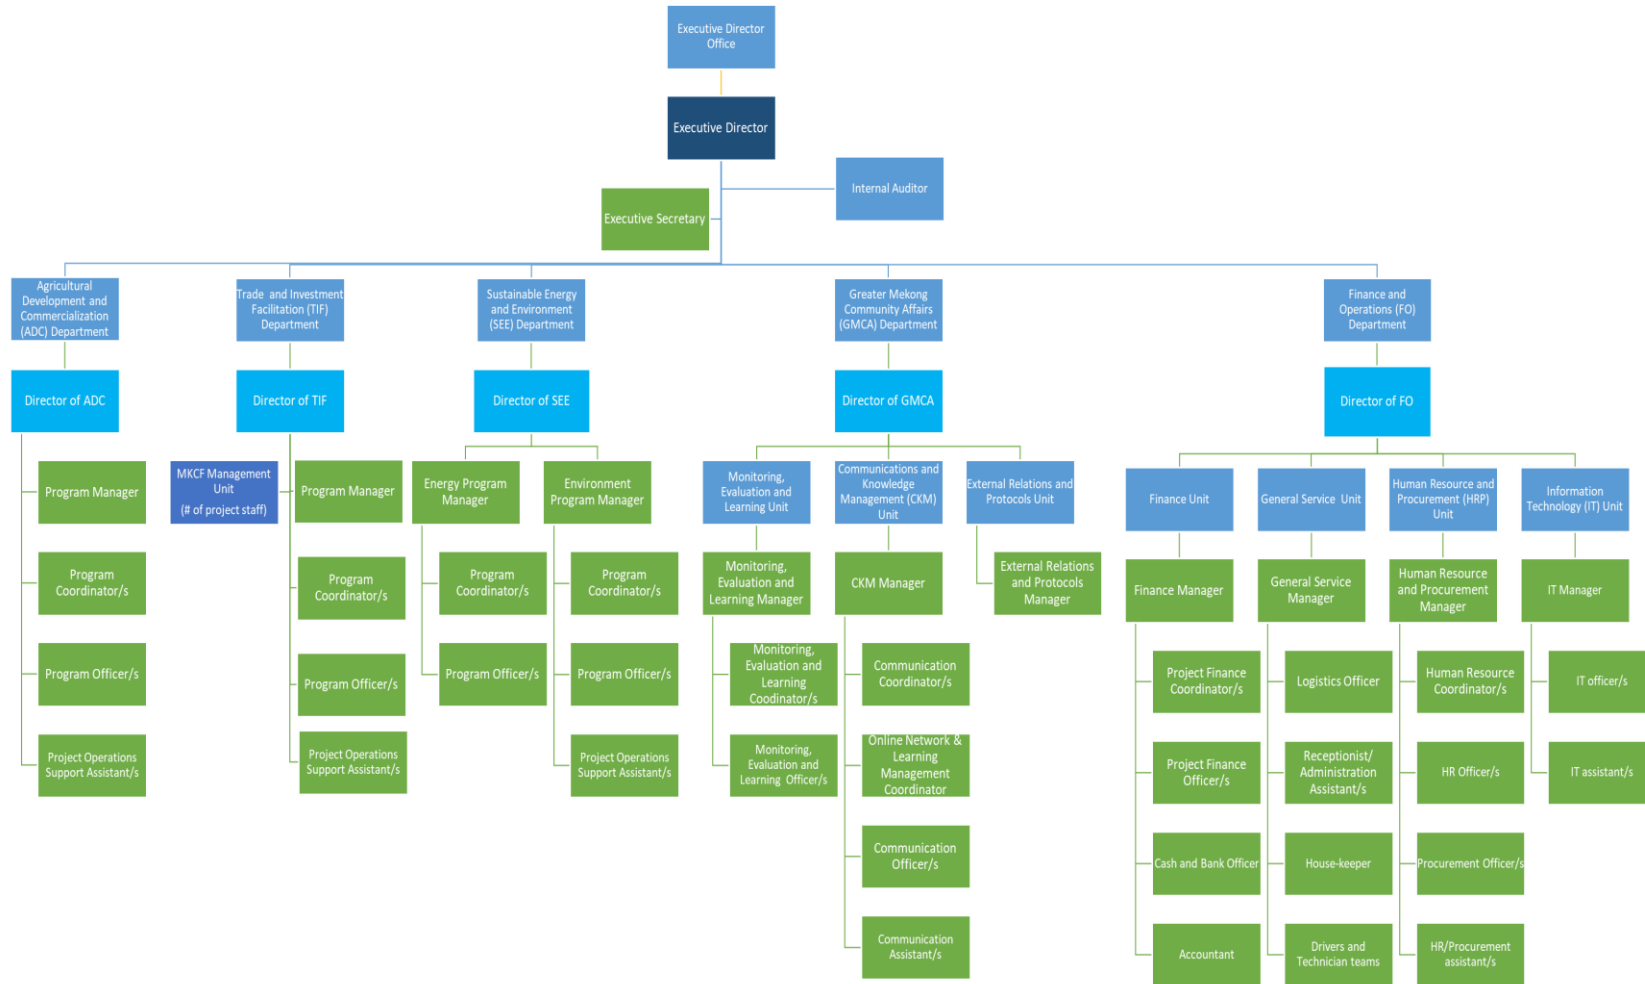 Executive Director
Office
Executive Director
Internal Auditor
Executive Secretary
Agricultural
Development and
Commercialization
(ADC) Department
Trade and Investment
Facilitation (TIF)
Department
Sustainable Energy
and Environment
(SEE) Department
Greater Mekong
Community Affairs
(GMCA) Department
Finance and
Operations (FO)
Department
Director of ADC
Director of TIF
Director of SEE
Director of GMCA
Director of FO
Program Manager
MKCF Management
Unit
(# of project staff)
Program Manager
Energy Program
Manager
Environment
Program Manager
Monitoring,
Evaluation and
Learning Unit
Communications and
Knowledge
Management (CKM)
Unit
External Relations and
Protocols Unit
Finance Unit
General Service Unit
Human Resource and
Procurement (HRP)
Unit
Information
Technology (IT) Unit
Program
Coordinator/s
Program
Coordinator/s
Program
Coordinator/s
Program
Coordinator/s
Monitoring,
Evaluation and
Learning Manager
CKM Manager
External Relations
and Protocols
Manager
Finance Manager
General Service
Manager
Human Resource
and Procurement
Manager
IT Manager
Program Officer/s
Program Officer/s
Program Officer/s
Program Officer/s
Monitoring,
Evaluation and
Learning
Coodinator/s
Communication
Coordinator/s
Project Finance
Coordinator/s
Logistics Officer
Human Resource
Coordinator/s
IT officer/s
Project Operations
Support Assistant/s
Project Operations
Support Assistant/s
Project Operations
Support Assistant/s
Monitoring,
Evaluation and
Learning Officer/s
Online Network &
Learning
Management
Coordinator
Project Finance
Officer/s
Receptionist/
Administration
Assistant/s
HR Officer/s
IT assistant/s
Communication
Officer/s
Cash and Bank Officer
House-keeper
Procurement Officer/s
Communication
Assistant/s
Accountant
Drivers and
Technician teams
HR/Procurement
assistant/s